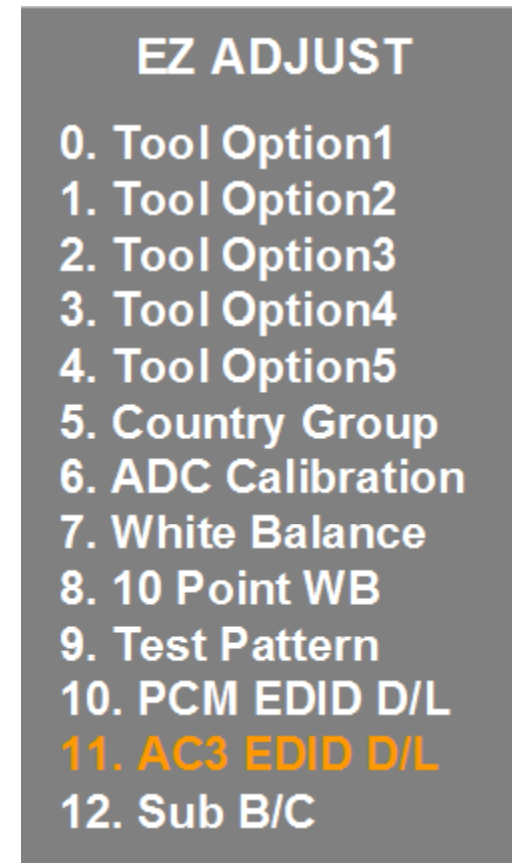 EZ ADJUST
0. Tool Option1
1. Tool Option2
2. Tool Option3
3. Tool Option4
4. Tool Option5
5. Country Group
6. ADC Calibration
7. White Balance
8. 10 Point WB
9. Test Pattern
10. PCM EDID D/L
11. AC3 EDID D/L
12. Sub B/C